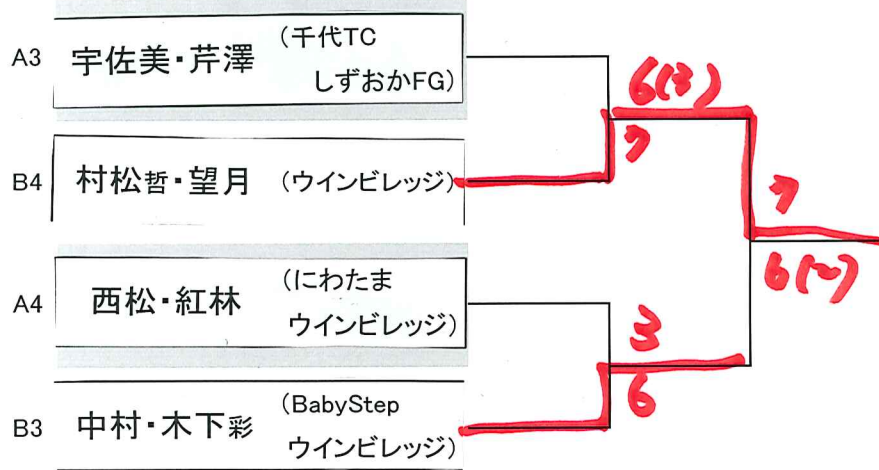 A3 宇佐美・芹澤 (千代TC
しずおかFG)
6(3)
7
B4 村松哲・望月 (ウインビレッジ)
7
6(2)
A4 西松・紅林 (にわたま
ウインビレッジ)
3
6
B3 中村・木下彩 (BabyStep
ウインビレッジ)